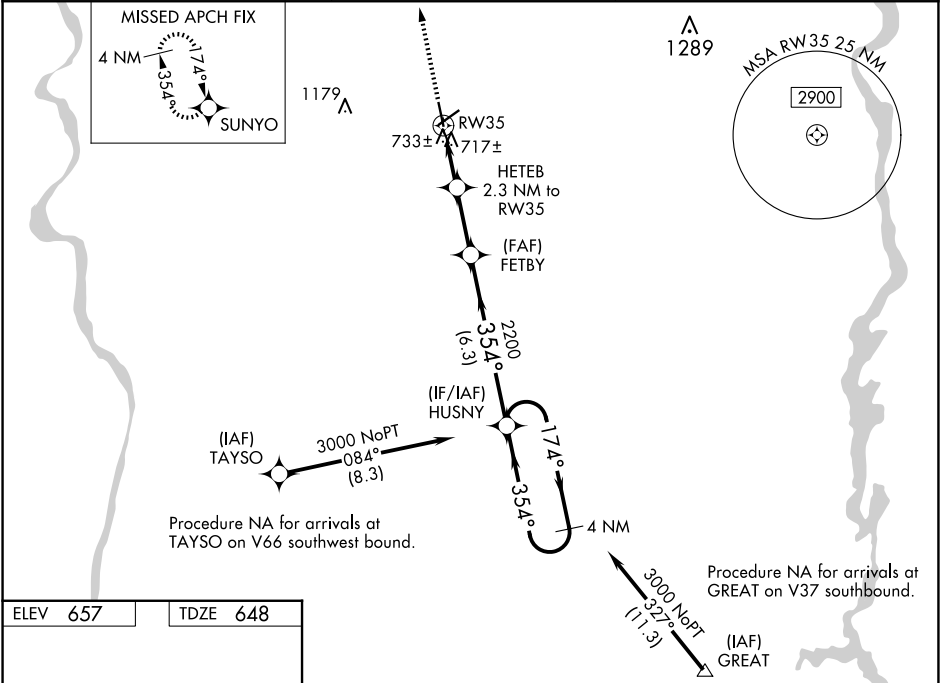 MISSED APCH FIX
4 NM
174°
354°
SUNYO
1179
1289
MSA RW35 25 NM
2900
RW35
733±
717±
HETEB
2.3 NM to
RW35
(FAF)
FETBY
2200
354°
(6.3)
(IF/IAF)
HUSNY
(IAF)
TAYSO
3000 NoPT
084°
(8.3)
174°
354°
4 NM
Procedure NA for arrivals at
TAYSO on V66 southwest bound.
3000 NoPT
327°
(11.3)
Procedure NA for arrivals at
GREAT on V37 southbound.
(IAF)
GREAT
ELEV 657
TDZE 648